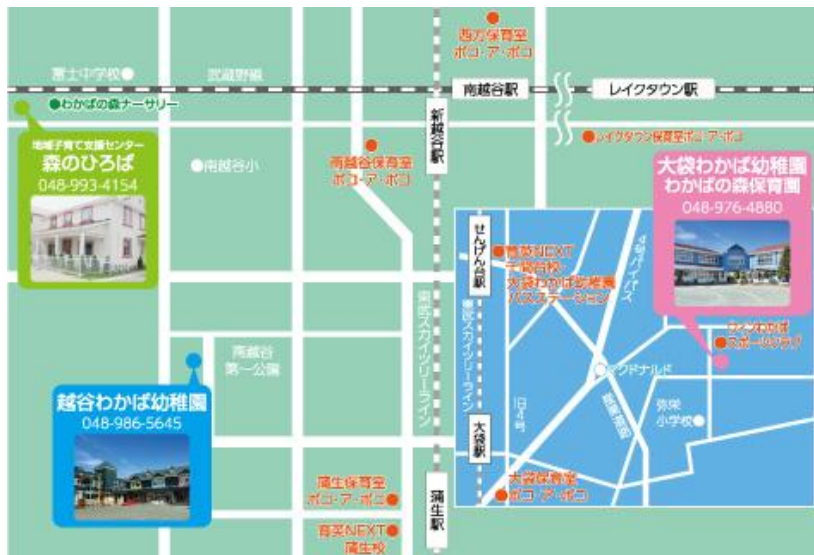 西方保育室
ポコ・ア・ポコ
富士中学校
武蔵野線
南越谷駅
レイクタウン駅
わかばの森ナーサリー
新越谷駅
レイクタウン保育室ポコ・ア・ポコ
地域子育て支援センター
森のひろば
048-993-4154
南越谷小
南越谷保育室
ポコ・ア・ポコ
大袋わかば幼稚園
わかばの森保育園
048-976-4880
せんげん台駅
育英NEXT
千間台校
大袋わかば幼稚園
バスステーション
4号バイパス
東武スカイツリーライン
東武スカイツリーライン
ウィンわかば
スポーツクラブ
南越谷
第一公園
マクドナルド
旧4号
弥栄
小学校
越谷わかば幼稚園
048-986-5645
大袋駅
蒲生保育室
ポコ・ア・ポコ
大袋保育室
ポコ・ア・ポコ
蒲生駅
育英NEXT
蒲生校